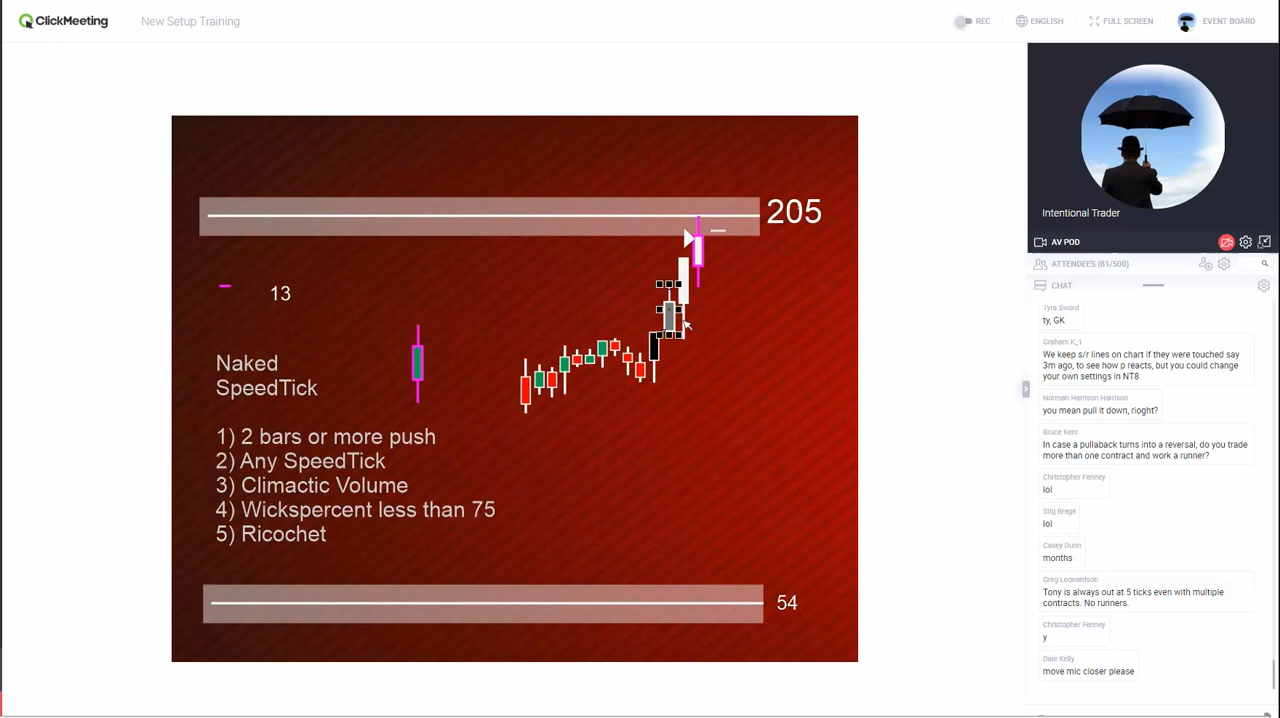 ClickMeeting
New Setup Training
REC
ENGLISH
FULL SCREEN
EVENT BOARD
205
13
Naked
SpeedTick
1) 2 bars or more push
2) Any SpeedTick
3) Climactic Volume
4) Wickspercent less than 75
5) Ricochet
54
Intentional Trader
AV POD
ATTENDEES (81/500)
CHAT
Tyra Sword
ty, GK
Graham K_1
We keep s/r lines on chart if they were touched say
3m ago, to see how p reacts, but you could change
your own settings in NT8
Norman Harrison Harrison
you mean pull it down, rioght?
Bruce Kent
In case a pullaback turns into a reversal, do you trade
more than one contract and work a runner?
Christopher Fenney
lol
Stig Brage
lol
Casey Dunn
months
Greg Leonardson
Tony is always out at 5 ticks even with multiple
contracts. No runners.
Christopher Fenney
y
Dale Kelly
move mic closer please